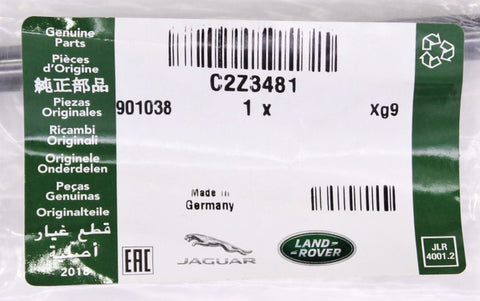 Genuine
Parts
Pièces
d'Origine
純正部品
Piezas
Originales
Ricambi
Originali
Originele
Onderdelen
Peças
Genuinas
Originalteile
قطع غيار
أصلية
2018
C2Z3481
901038 1 x Xg9
Made in
Germany
EAC
JAGUAR
LAND-
-ROVER
JLR
4001.2